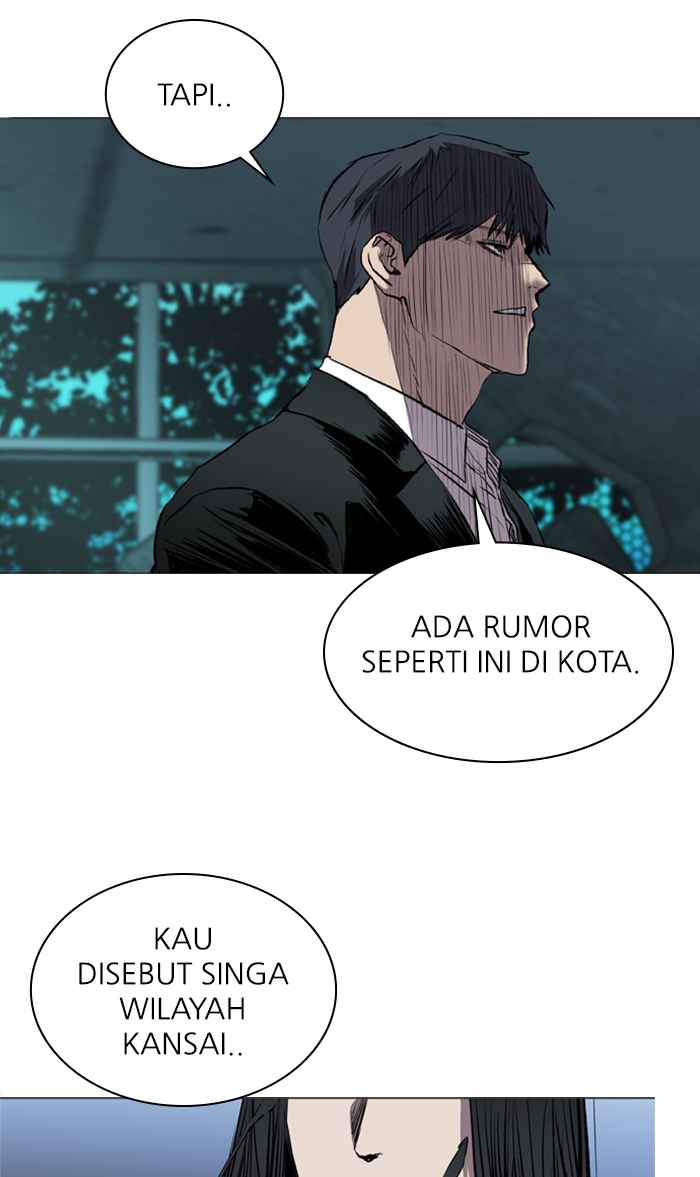 TAPI..
ADA RUMOR
SEPERTI INI DI KOTA.
KAU
DISEBUT SINGA
WILAYAH
KANSAI..